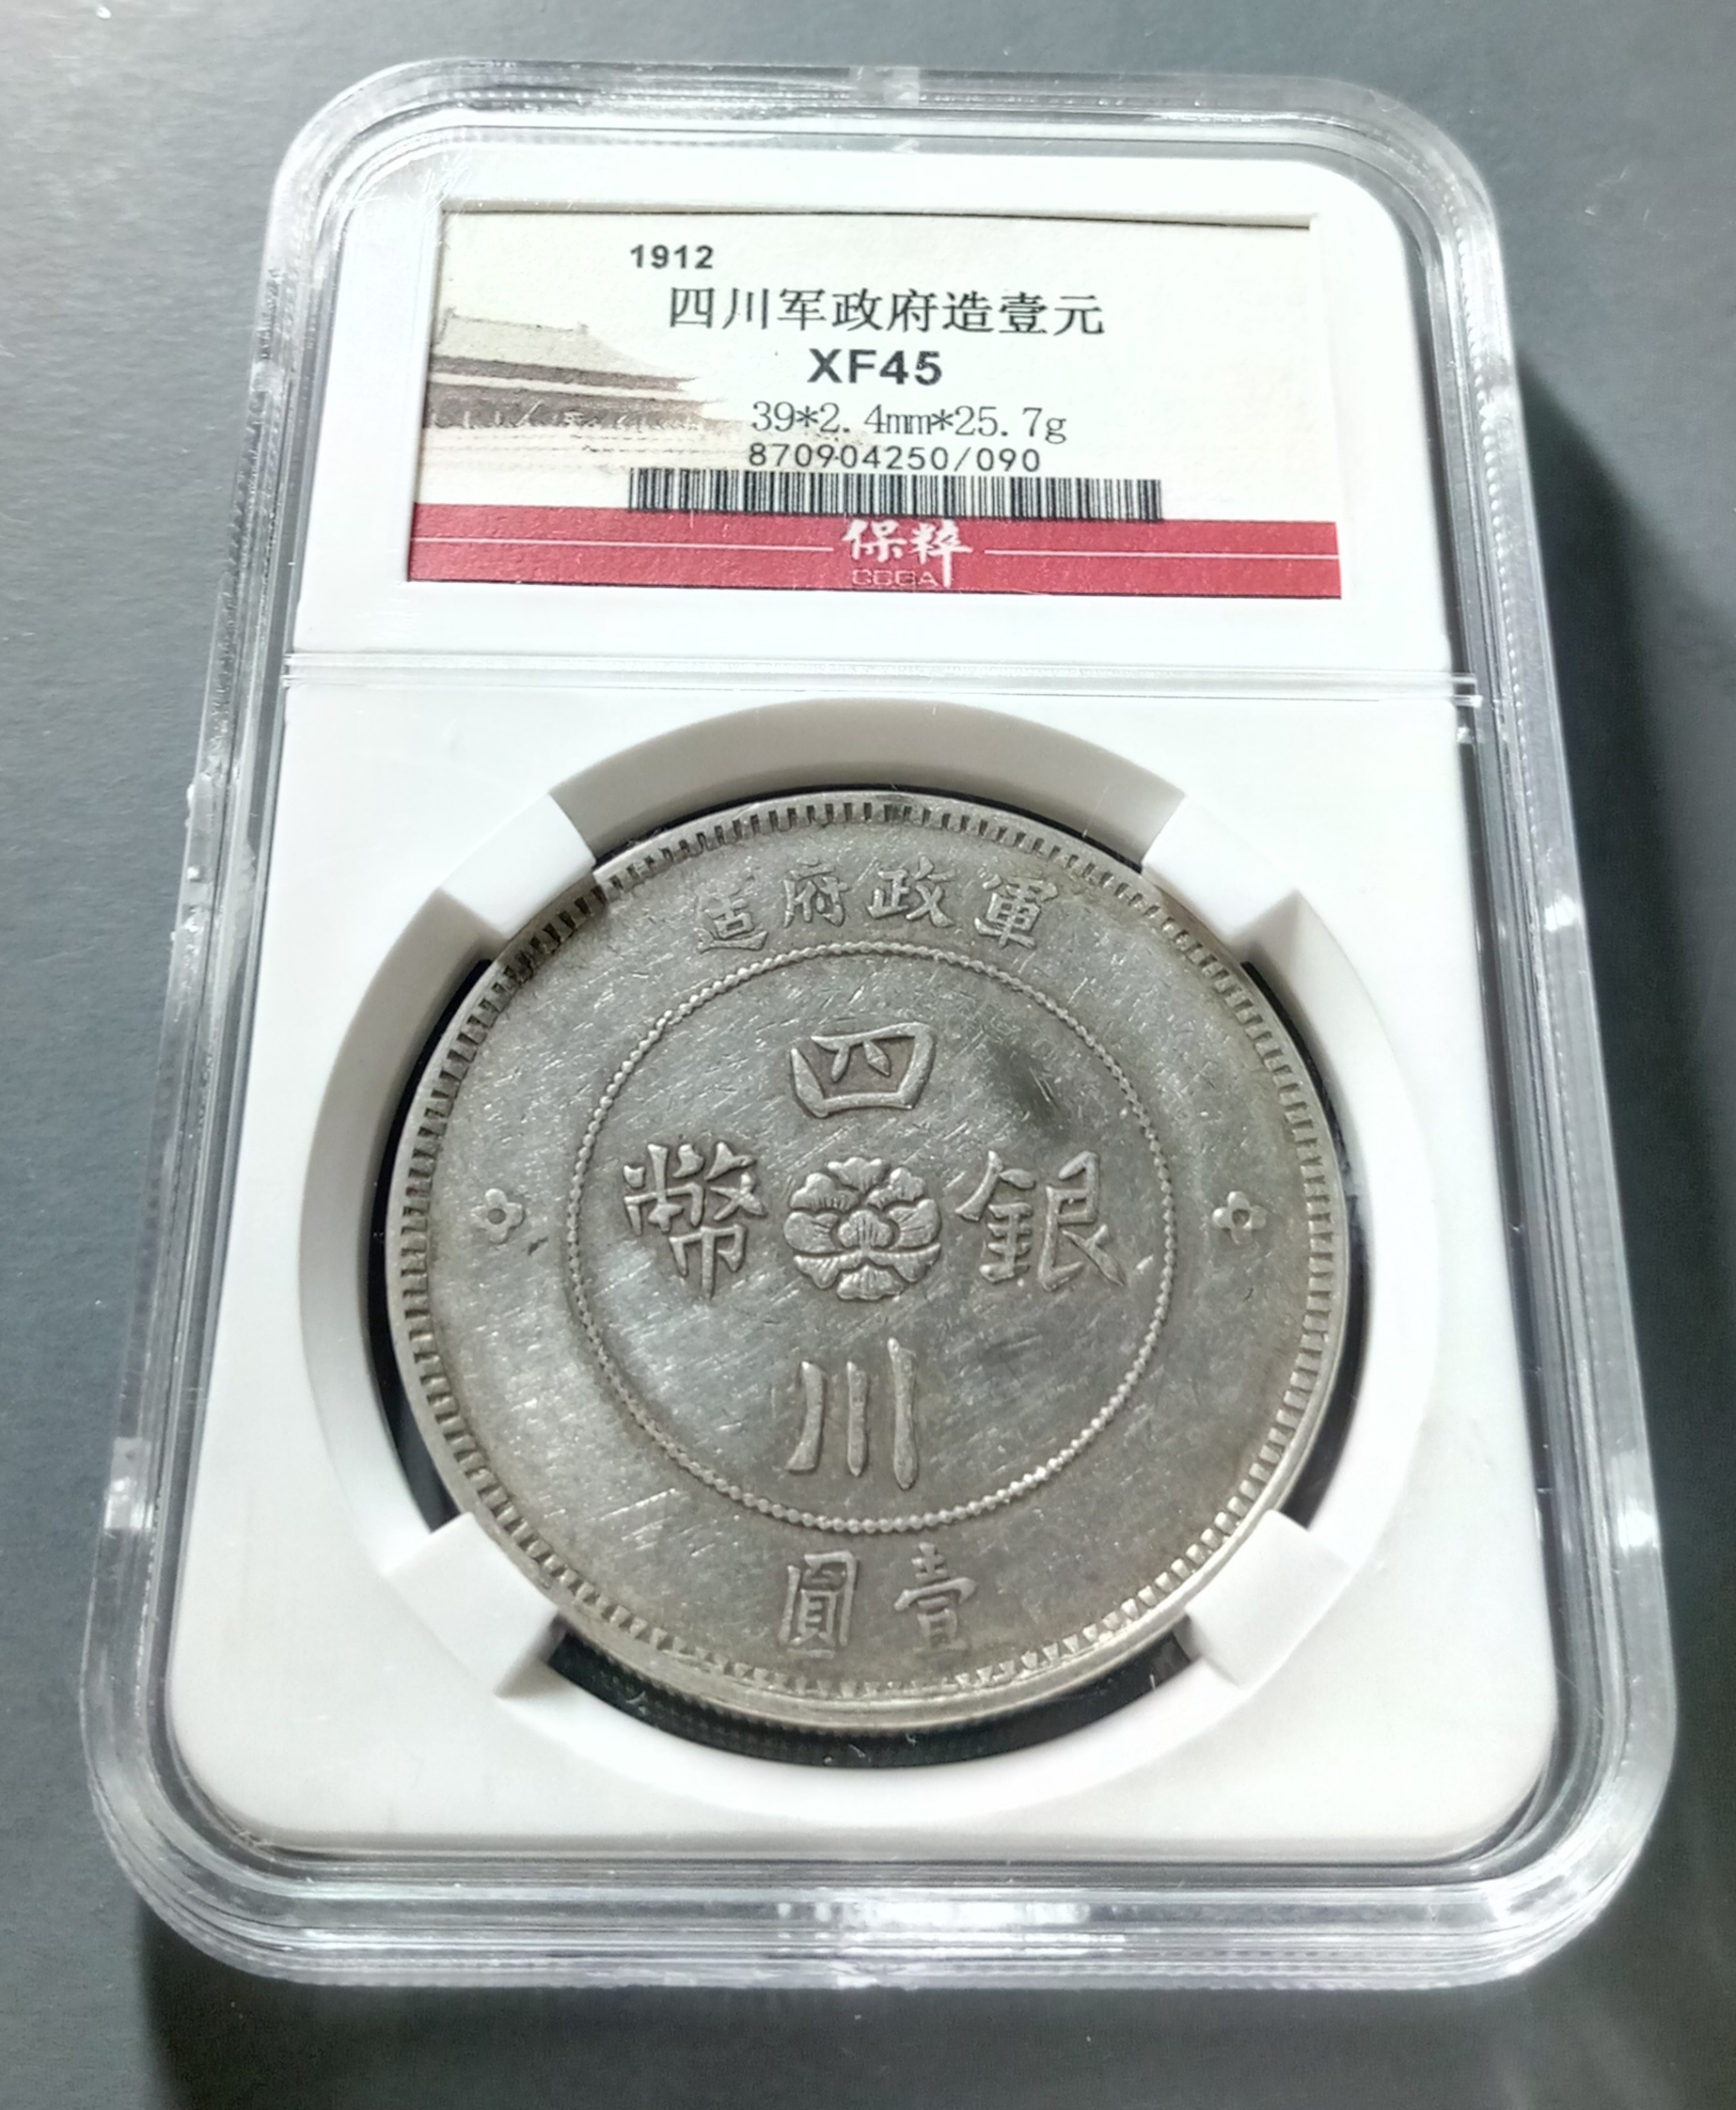 1912
四川军政府造壹元
XF45
39*2.4mm*25.7g
870904250/090
保粹
CCGA
軍政府造
四
銀幣
川
壹圓